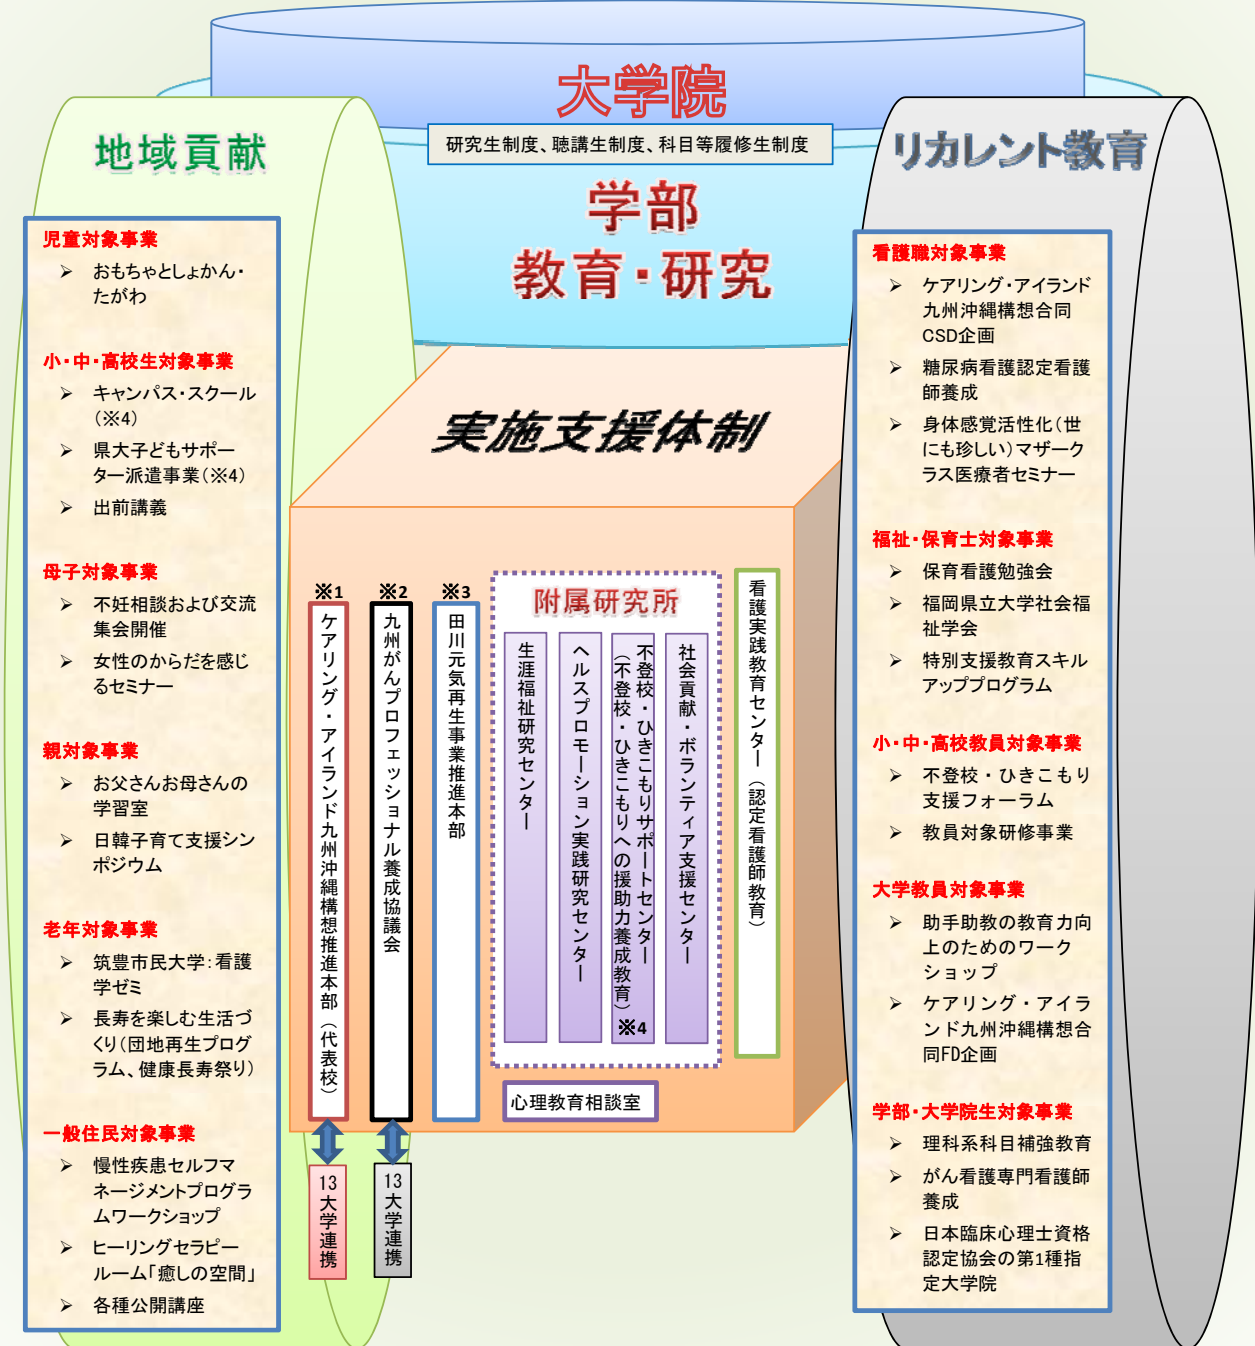 大学院
研究生制度、聴講生制度、科目等履修生制度
学部
教育・研究
地域貢献
児童対象事業
➢ おもちゃとしょかん・
たがわ
小・中・高校生対象事業
➢ キャンパス・スクール
(※4)
➢ 県大子どもサポー
ター派遣事業(※4)
➢ 出前講義
母子対象事業
➢ 不妊相談および交流
集会開催
➢ 女性のからだを感じ
るセミナー
親対象事業
➢ お父さんお母さんの
学習室
➢ 日韓子育て支援シン
ポジウム
老年対象事業
➢ 筑豊市民大学:看護
学ゼミ
➢ 長寿を楽しむ生活づ
くり(団地再生プログ
ラム、健康長寿祭り)
一般住民対象事業
➢ 慢性疾患セルフマ
ネージメントプログラ
ムワークショップ
➢ ヒーリングセラピー
ルーム「癒しの空間」
➢ 各種公開講座
実施支援体制
※1
ケアリング・アイランド九州沖縄構想推進本部(代表校)
13大学連携
※2
九州がんプロフェッショナル養成協議会
13大学連携
※3
田川元気再生事業推進本部
附属研究所
生涯福祉研究センター
ヘルスプロモーション実践研究センター
不登校・ひきこもりサポートセンター
(不登校・ひきこもりへの援助力養成教育)
※4
社会貢献・ボランティア支援センター
心理教育相談室
看護実践教育センター(認定看護師教育)
リカレント教育
看護職対象事業
➢ ケアリング・アイランド
九州沖縄構想合同
CSD企画
➢ 糖尿病看護認定看護
師養成
➢ 身体感覚活性化(世
にも珍しい)マザーク
ラス医療者セミナー
福祉・保育士対象事業
➢ 保育看護勉強会
➢ 福岡県立大学社会福
祉学会
➢ 特別支援教育スキル
アッププログラム
小・中・高校教員対象事業
➢ 不登校・ひきこもり
支援フォーラム
➢ 教員対象研修事業
大学教員対象事業
➢ 助手助教の教育力向
上のためのワーク
ショップ
➢ ケアリング・アイラ
ンド九州沖縄構想合
同FD企画
学部・大学院生対象事業
➢ 理科系科目補強教育
➢ がん看護専門看護師
養成
➢ 日本臨床心理士資格
認定協会の第1種指
定大学院